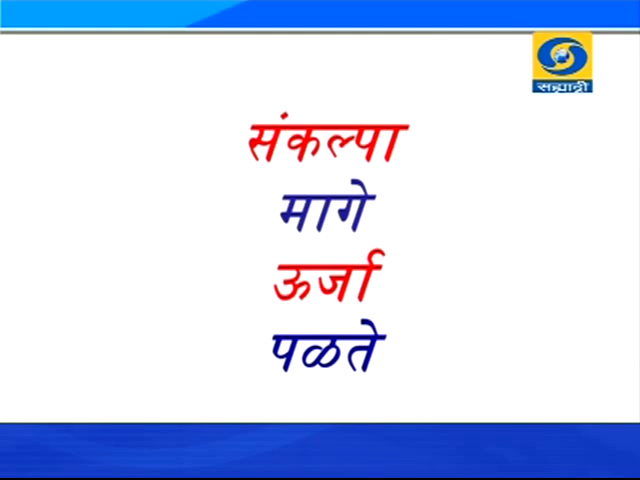 सह्याद्री
संकल्पा
मागे
ऊर्जा
पळते